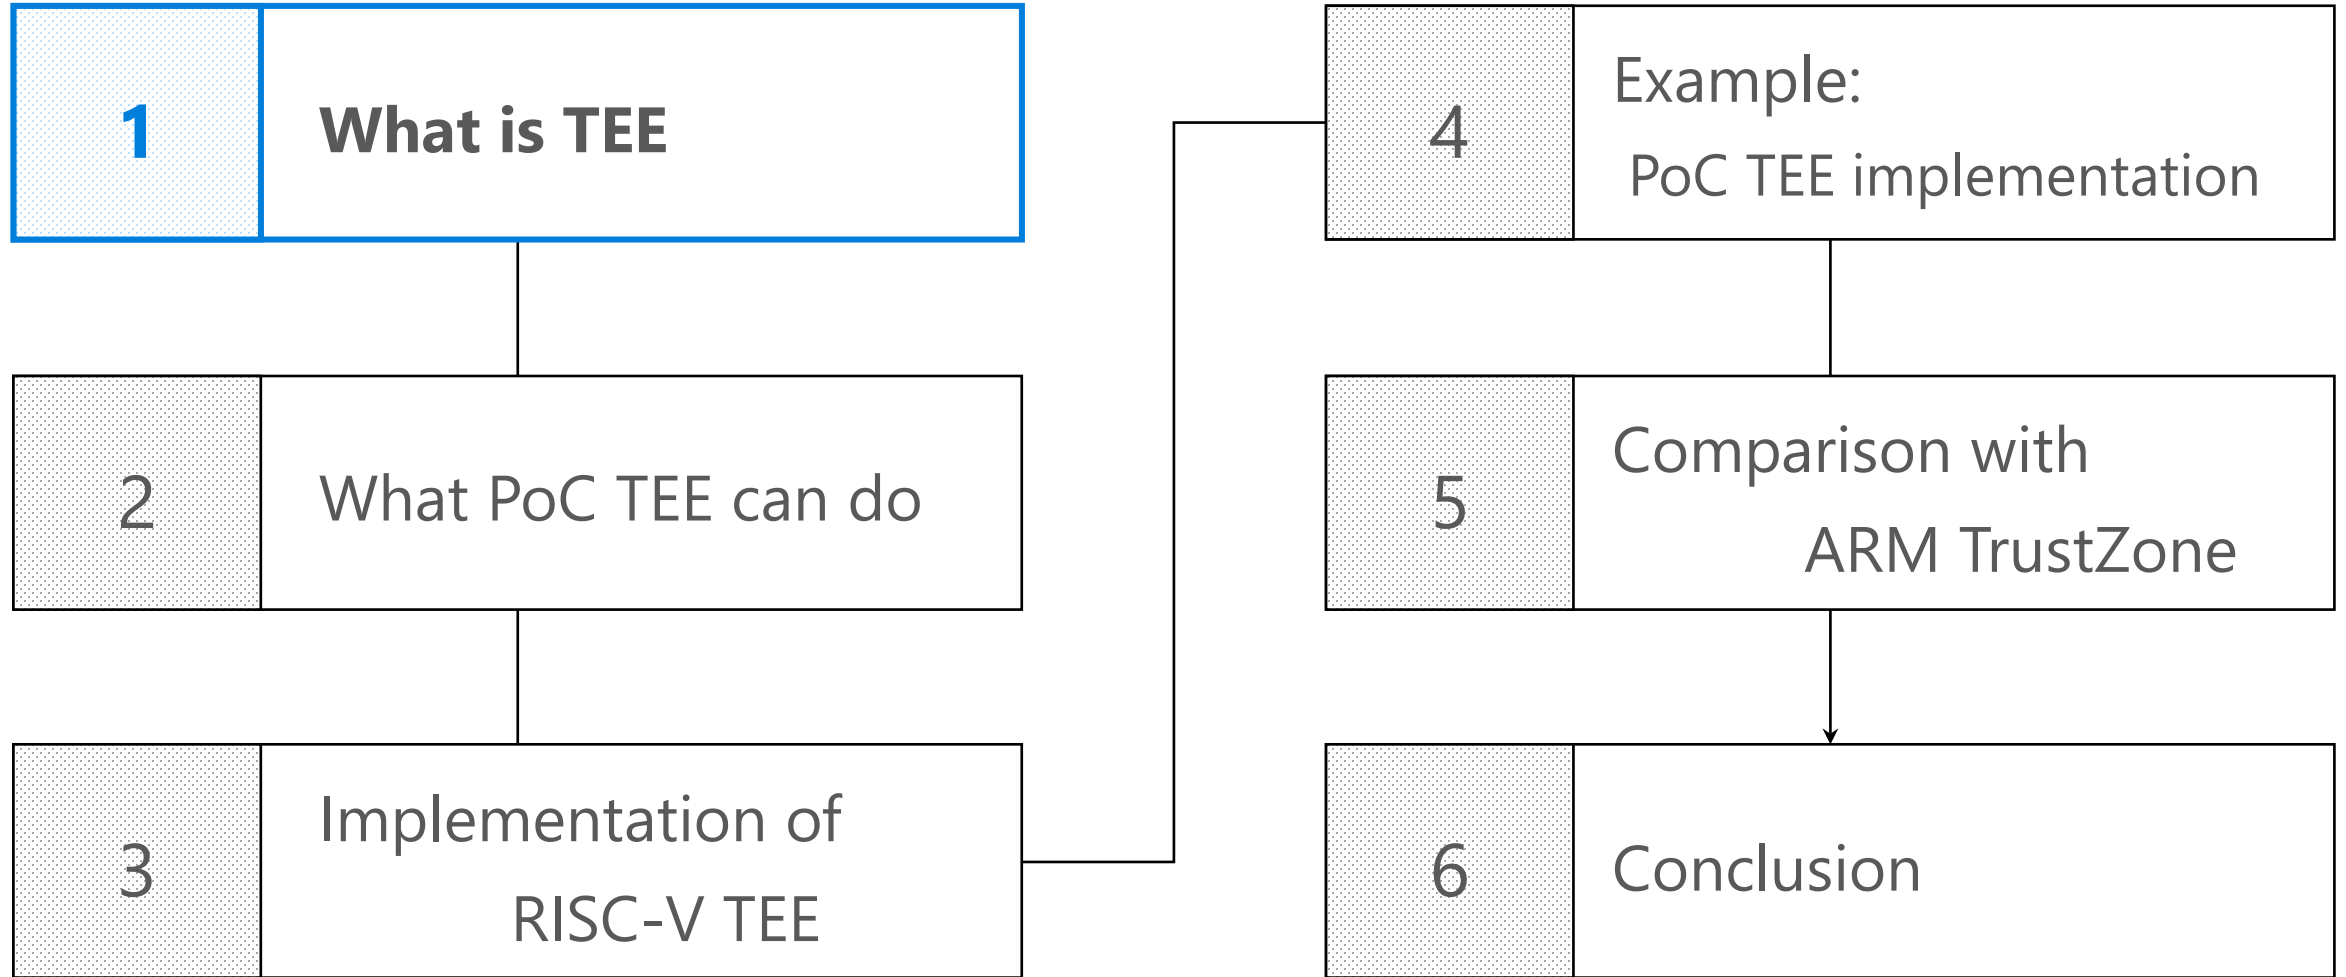 1
What is TEE
2
What PoC TEE can do
3
Implementation of
RISC-V TEE
4
Example:
PoC TEE implementation
5
Comparison with
ARM TrustZone
6
Conclusion